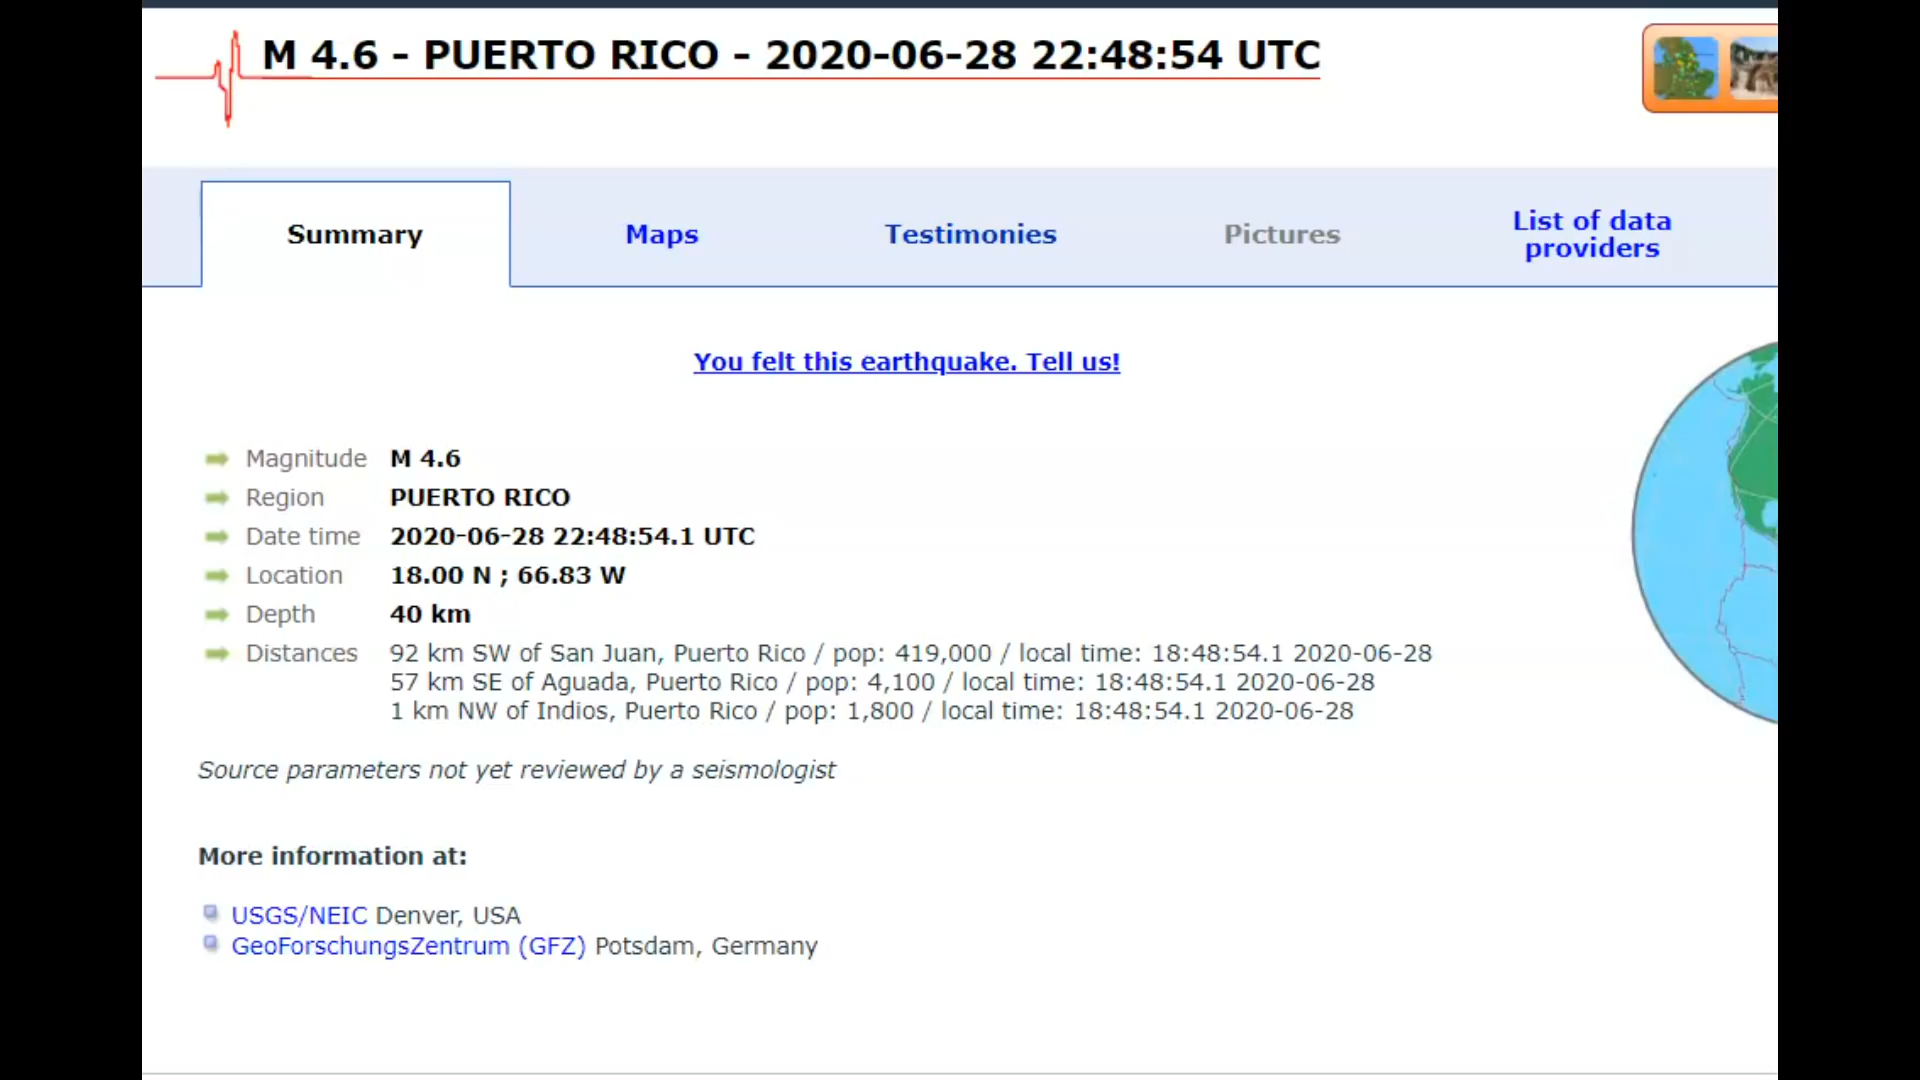 M 4.6 - PUERTO RICO - 2020-06-28 22:48:54 UTC
Summary
Maps
Testimonies
Pictures
List of data
providers
You felt this earthquake. Tell us!
Magnitude M 4.6
Region PUERTO RICO
Date time 2020-06-28 22:48:54.1 UTC
Location 18.00 N ; 66.83 W
Depth 40 km
Distances 92 km SW of San Juan, Puerto Rico / pop: 419,000 / local time: 18:48:54.1 2020-06-28
57 km SE of Aguada, Puerto Rico / pop: 4,100 / local time: 18:48:54.1 2020-06-28
1 km NW of Indios, Puerto Rico / pop: 1,800 / local time: 18:48:54.1 2020-06-28
Source parameters not yet reviewed by a seismologist
More information at:
USGS/NEIC Denver, USA
GeoForschungsZentrum (GFZ) Potsdam, Germany